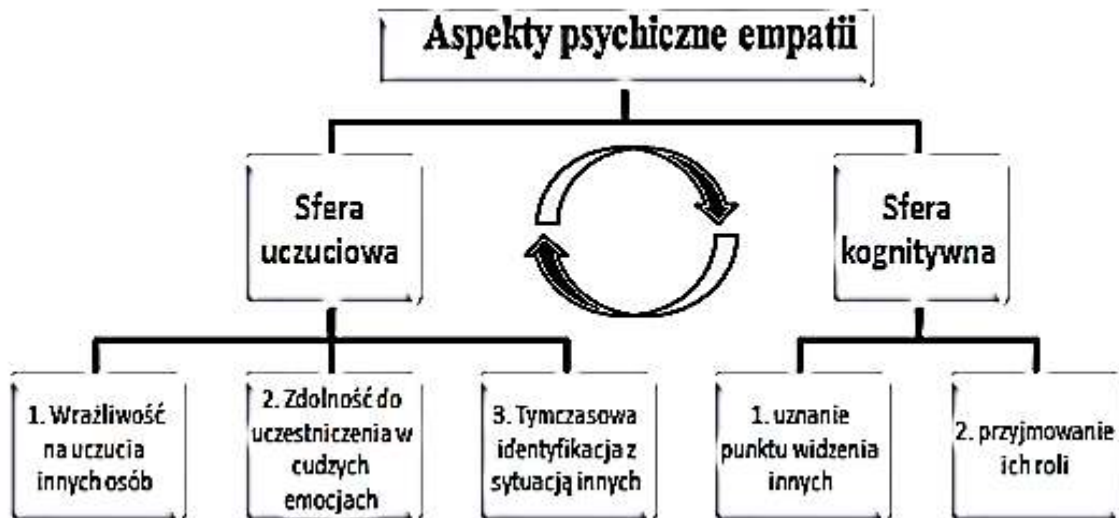 Aspekty psychiczne empatii
Sfera
uczuciowa
Sfera
kognitywna
1. Wrażliwość
na uczucia
innych osób
2. Zdolność do
uczestniczenia w
cudzych
emocjach
3. Tymczasowa
identyfikacja z
sytuacją innych
1. uznanie
punktu widzenia
innych
2. przyjmowanie
ich roli